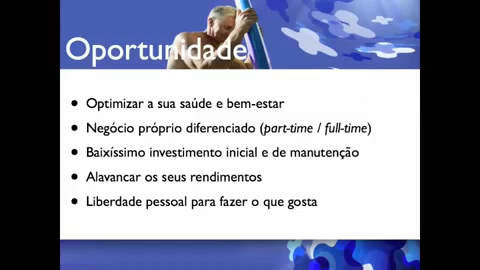 Oportunidade
• Optimizar a sua saúde e bem-estar
• Negócio próprio diferenciado (part-time / full-time)
• Baixíssimo investimento inicial e de manutenção
• Alavancar os seus rendimentos
• Liberdade pessoal para fazer o que gosta